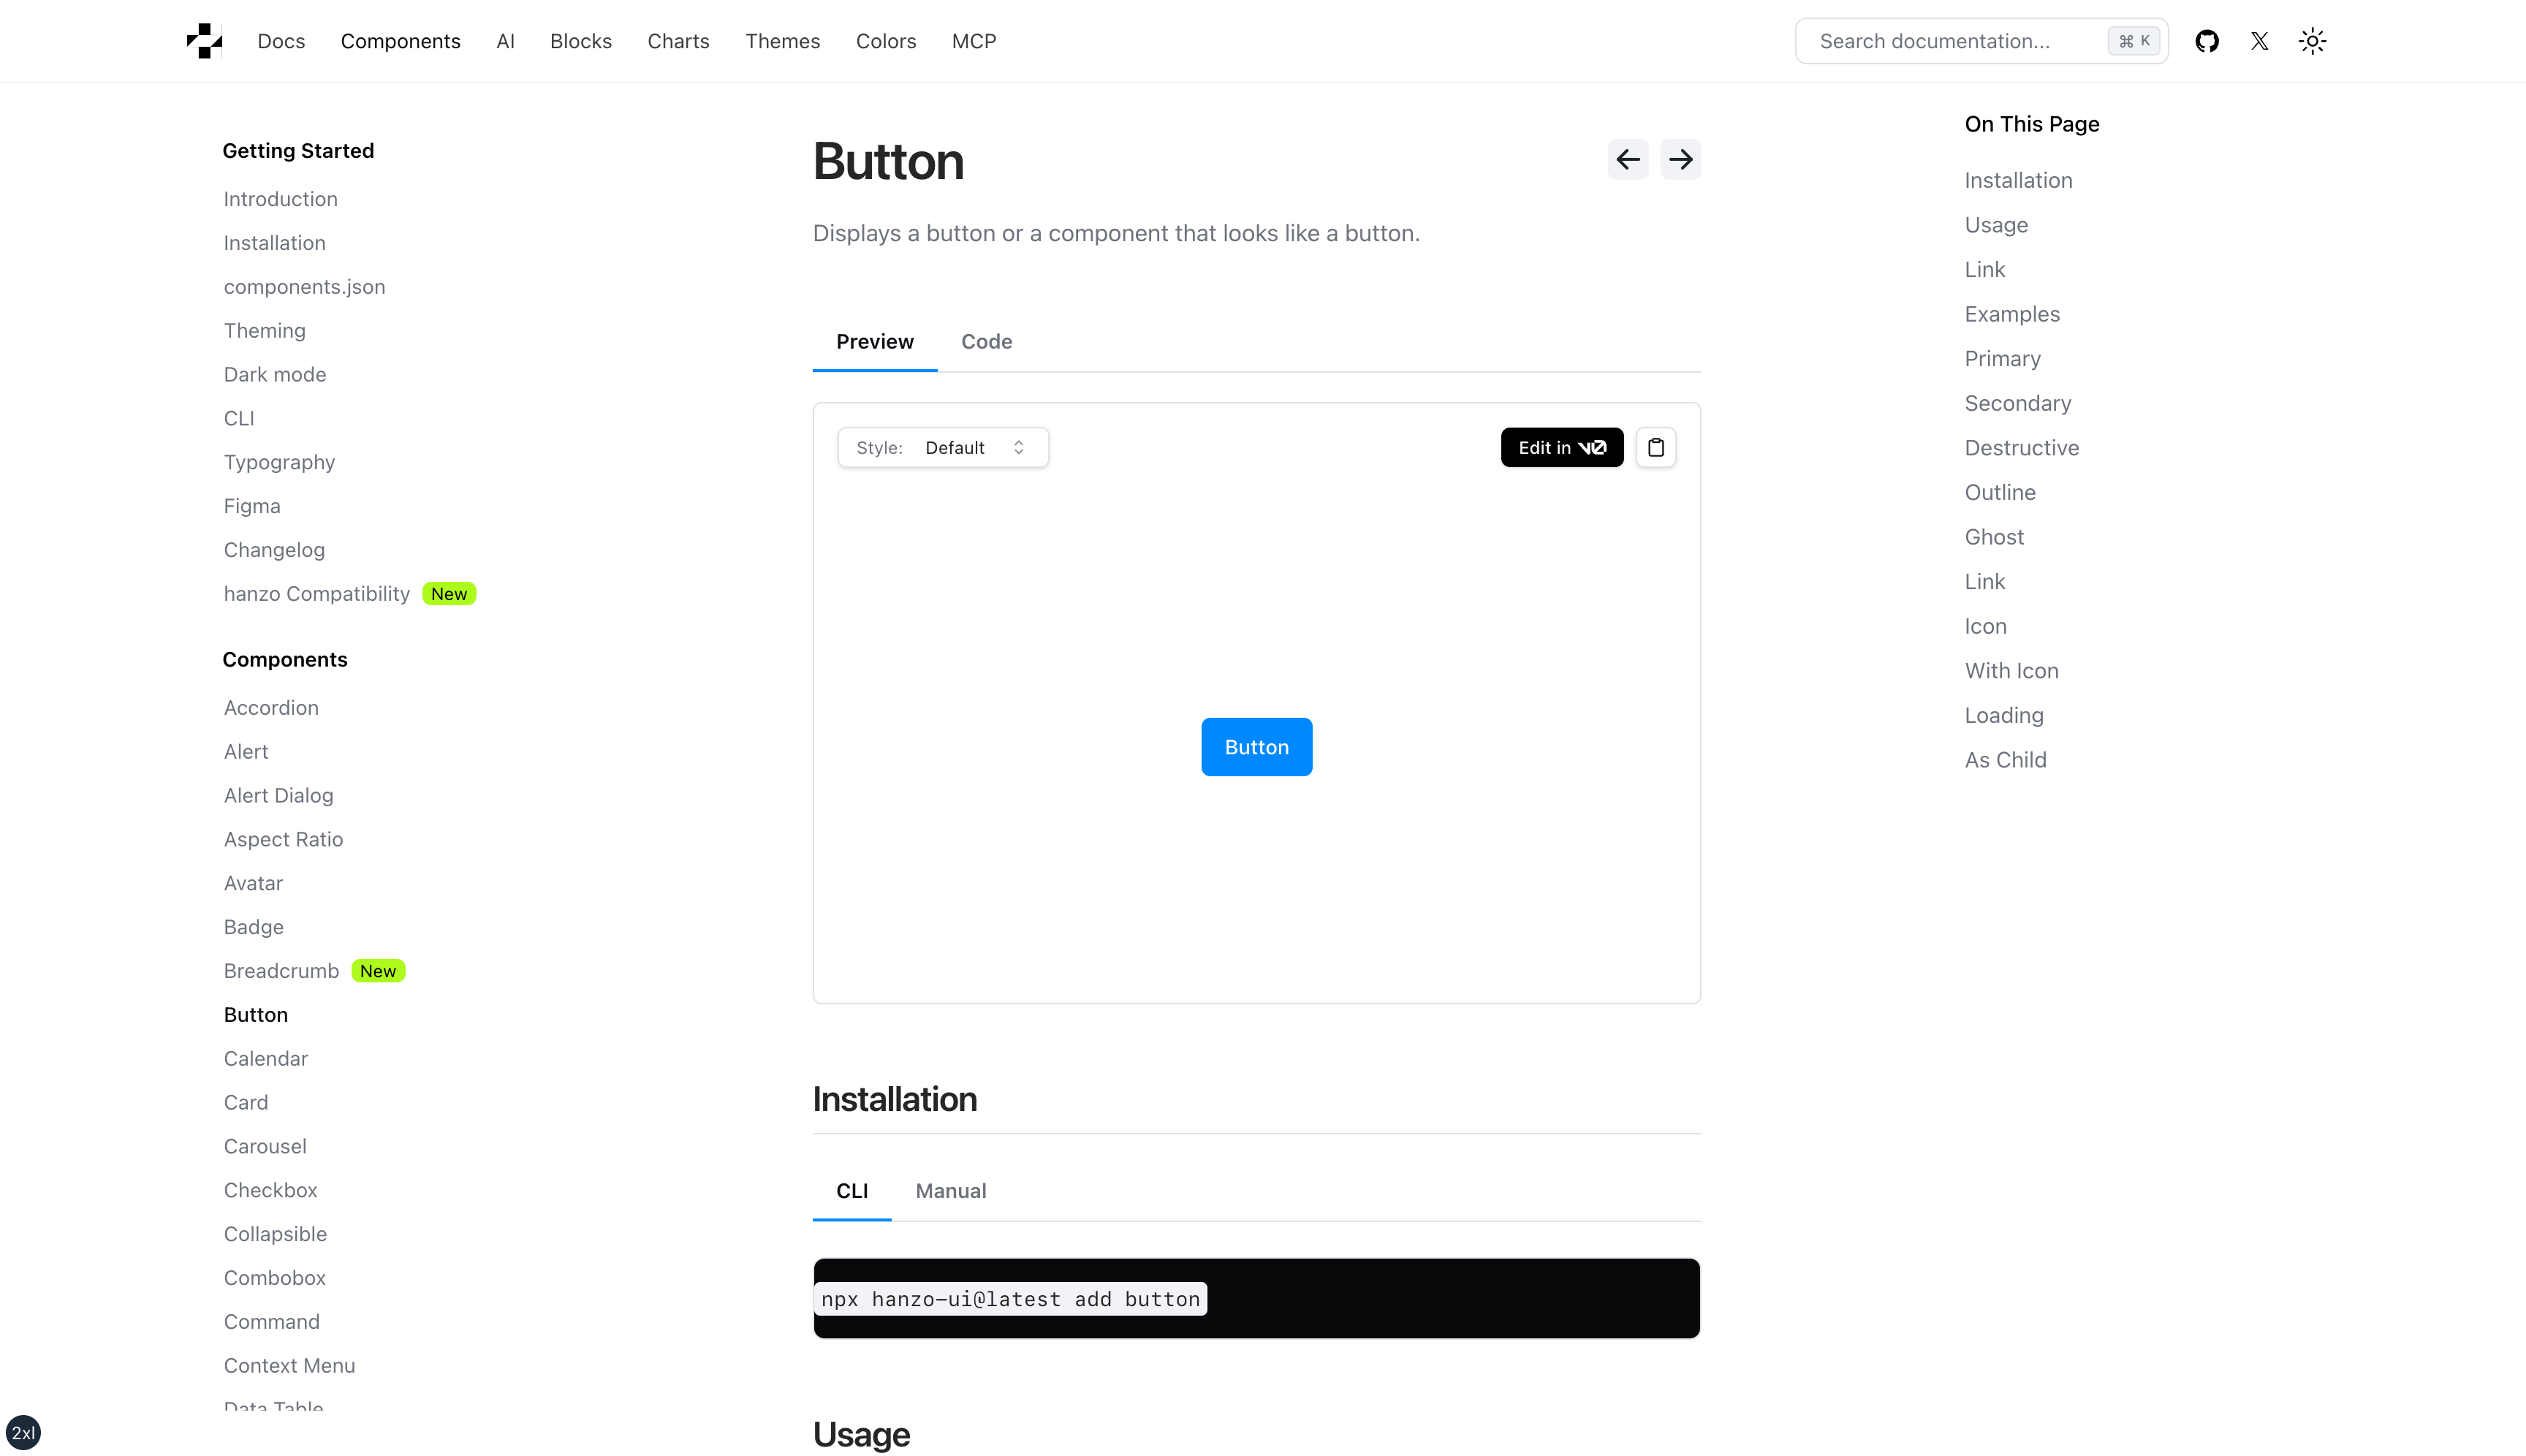 Docs Components AI Blocks Charts Themes Colors MCP
Search documentation... ⌘ K
Getting Started
Introduction
Installation
components.json
Theming
Dark mode
CLI
Typography
Figma
Changelog
hanzo Compatibility New
Components
Accordion
Alert
Alert Dialog
Aspect Ratio
Avatar
Badge
Breadcrumb New
Button
Calendar
Card
Carousel
Checkbox
Collapsible
Combobox
Command
Context Menu
Data Table
2xl
Button
Displays a button or a component that looks like a button.
Preview Code
Style: Default
Edit in v0
Button
Installation
CLI Manual
npx hanzo-ui@latest add button
Usage
On This Page
Installation
Usage
Link
Examples
Primary
Secondary
Destructive
Outline
Ghost
Link
Icon
With Icon
Loading
As Child